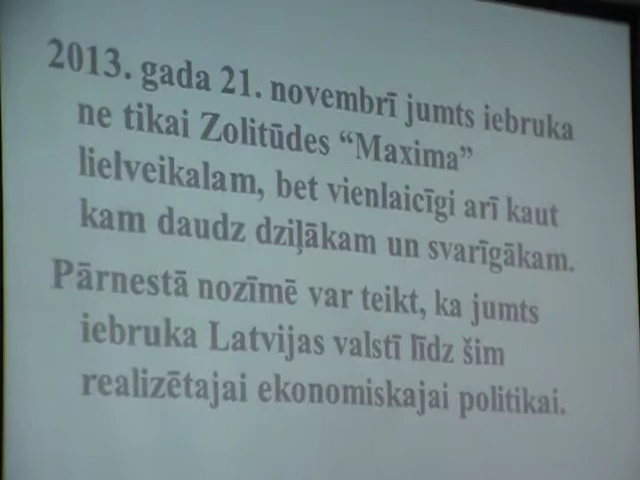 2013. gada 21. novembrī jumts iebruka
ne tikai Zolitūdes “Maxima”
lielveikalam, bet vienlaicīgi arī kaut
kam daudz dziļākam un svarīgākam.
Pārnestā nozīmē var teikt, ka jumts
iebruka Latvijas valstī līdz šim
realizētajai ekonomiskajai politikai.